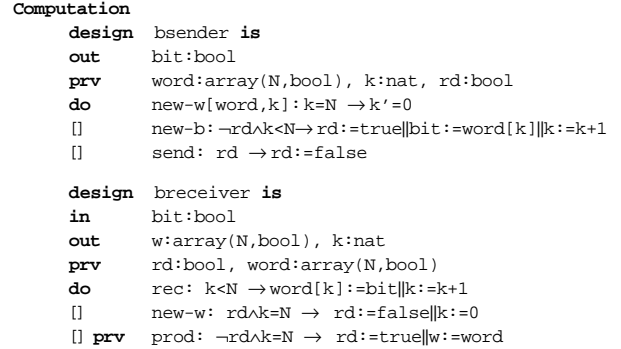 Computation
design bsender is
out bit:bool
prv word:array(N,bool), k:nat, rd:bool
do new-w[word,k]:k=N →k′=0
[] new-b:¬rd∧k<N→rd:=true‖bit:=word[k]‖k:=k+1
[] send: rd →rd:=false
design breceiver is
in bit:bool
out w:array(N,bool), k:nat
prv rd:bool, word:array(N,bool)
do rec: k<N →word[k]:=bit‖k:=k+1
[] new-w: rd∧k=N → rd:=false‖k:=0
[] prv prod: ¬rd∧k=N → rd:=true‖w:=word